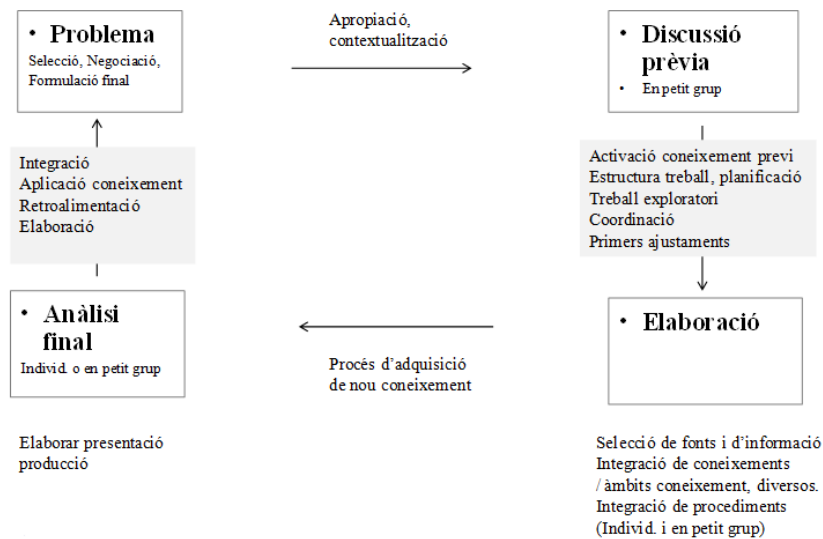 • Problema
Selecció, Negociació,
Formulació final
Apropiació,
contextualització
• Discussió
prèvia
• En petit grup
Integració
Aplicació coneixement
Retroalimentació
Elaboració
Activació coneixement previ
Estructura treball, planificació
Treball exploratori
Coordinació
Primers ajustaments
• Anàlisi
final
Individ. o en petit grup
Procés d’adquisició
de nou coneixement
• Elaboració
Elaborar presentació
producció
Selecció de fonts i d’informació
Integració de coneixements
/ àmbits coneixement, diversos.
Integració de procediments
(Individ. i en petit grup)